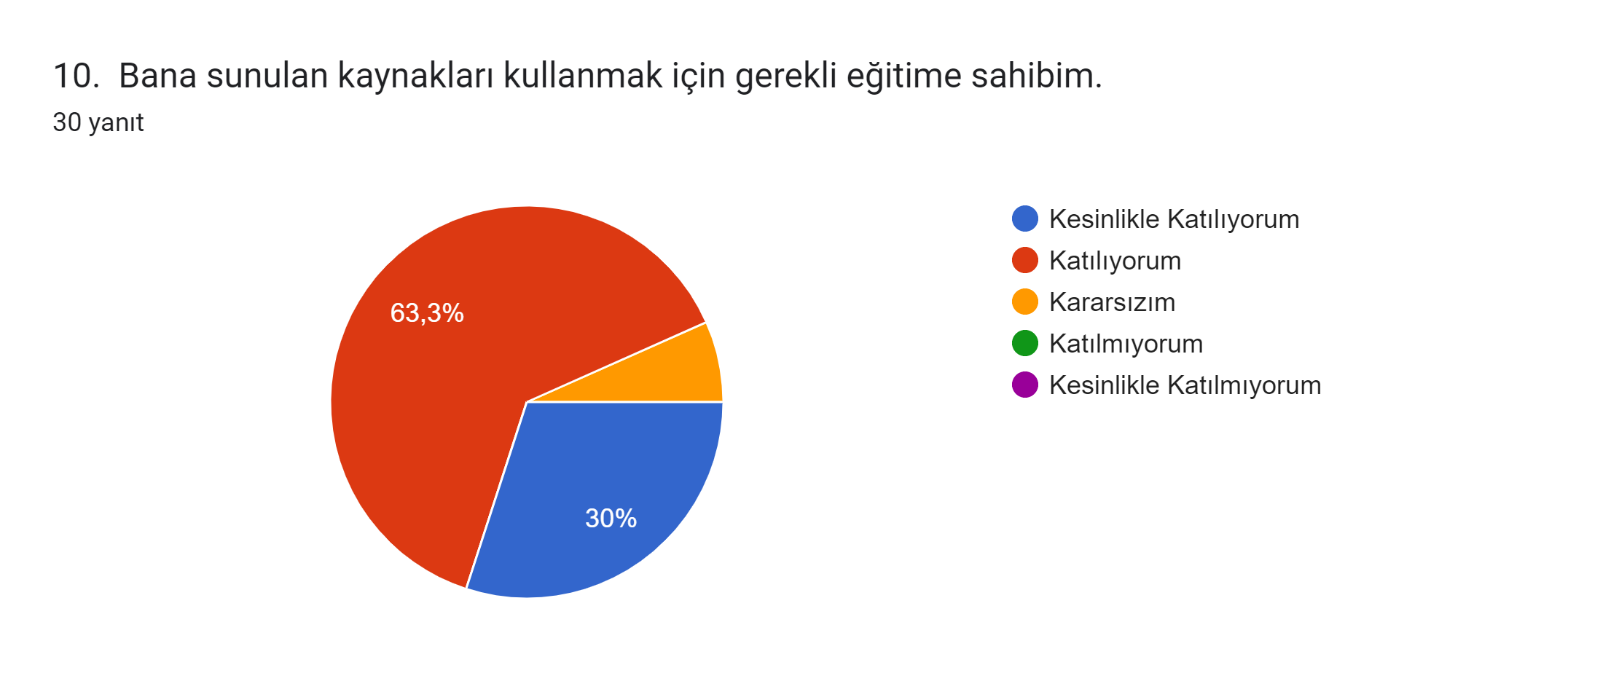 10. Bana sunulan kaynakları kullanmak için gerekli eğitime sahibim.
30 yanıt
63,3%
30%
Kesinlikle Katılıyorum
Katılıyorum
Kararsızım
Katılmıyorum
Kesinlikle Katılmıyorum